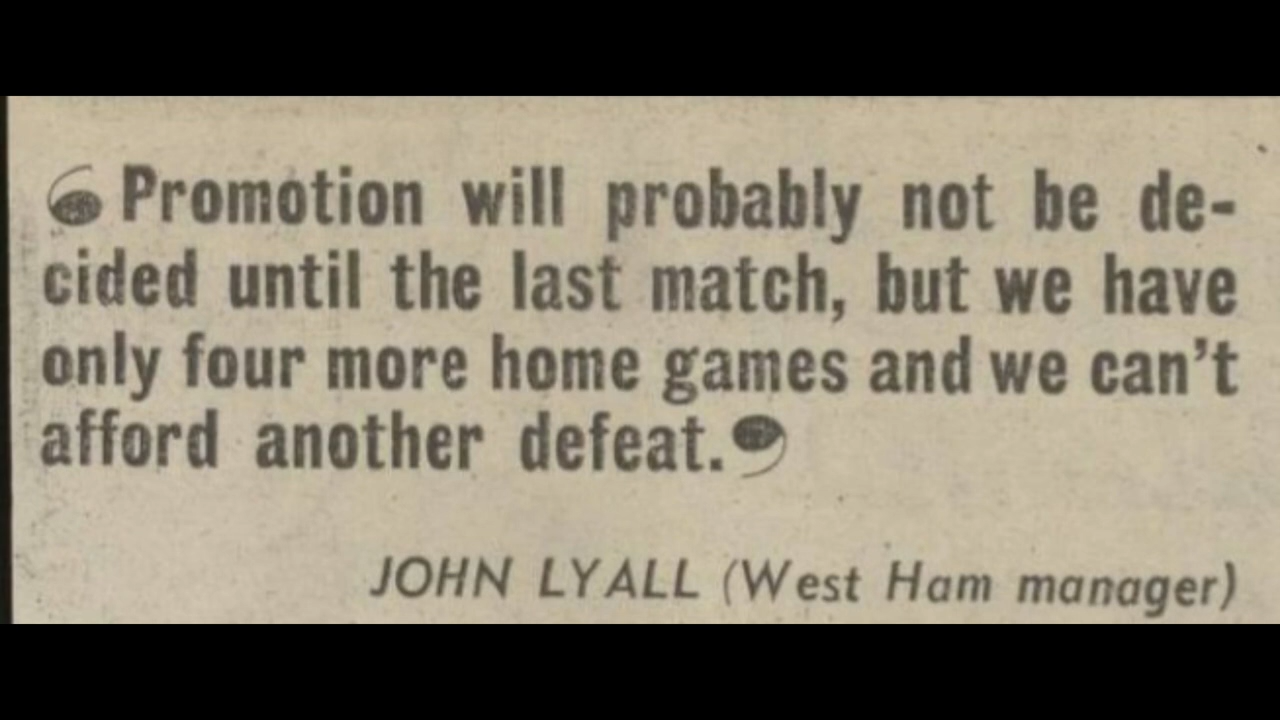 ❛Promotion will probably not be de-
cided until the last match, but we have
only four more home games and we can't
afford another defeat.❜
JOHN LYALL (West Ham manager)